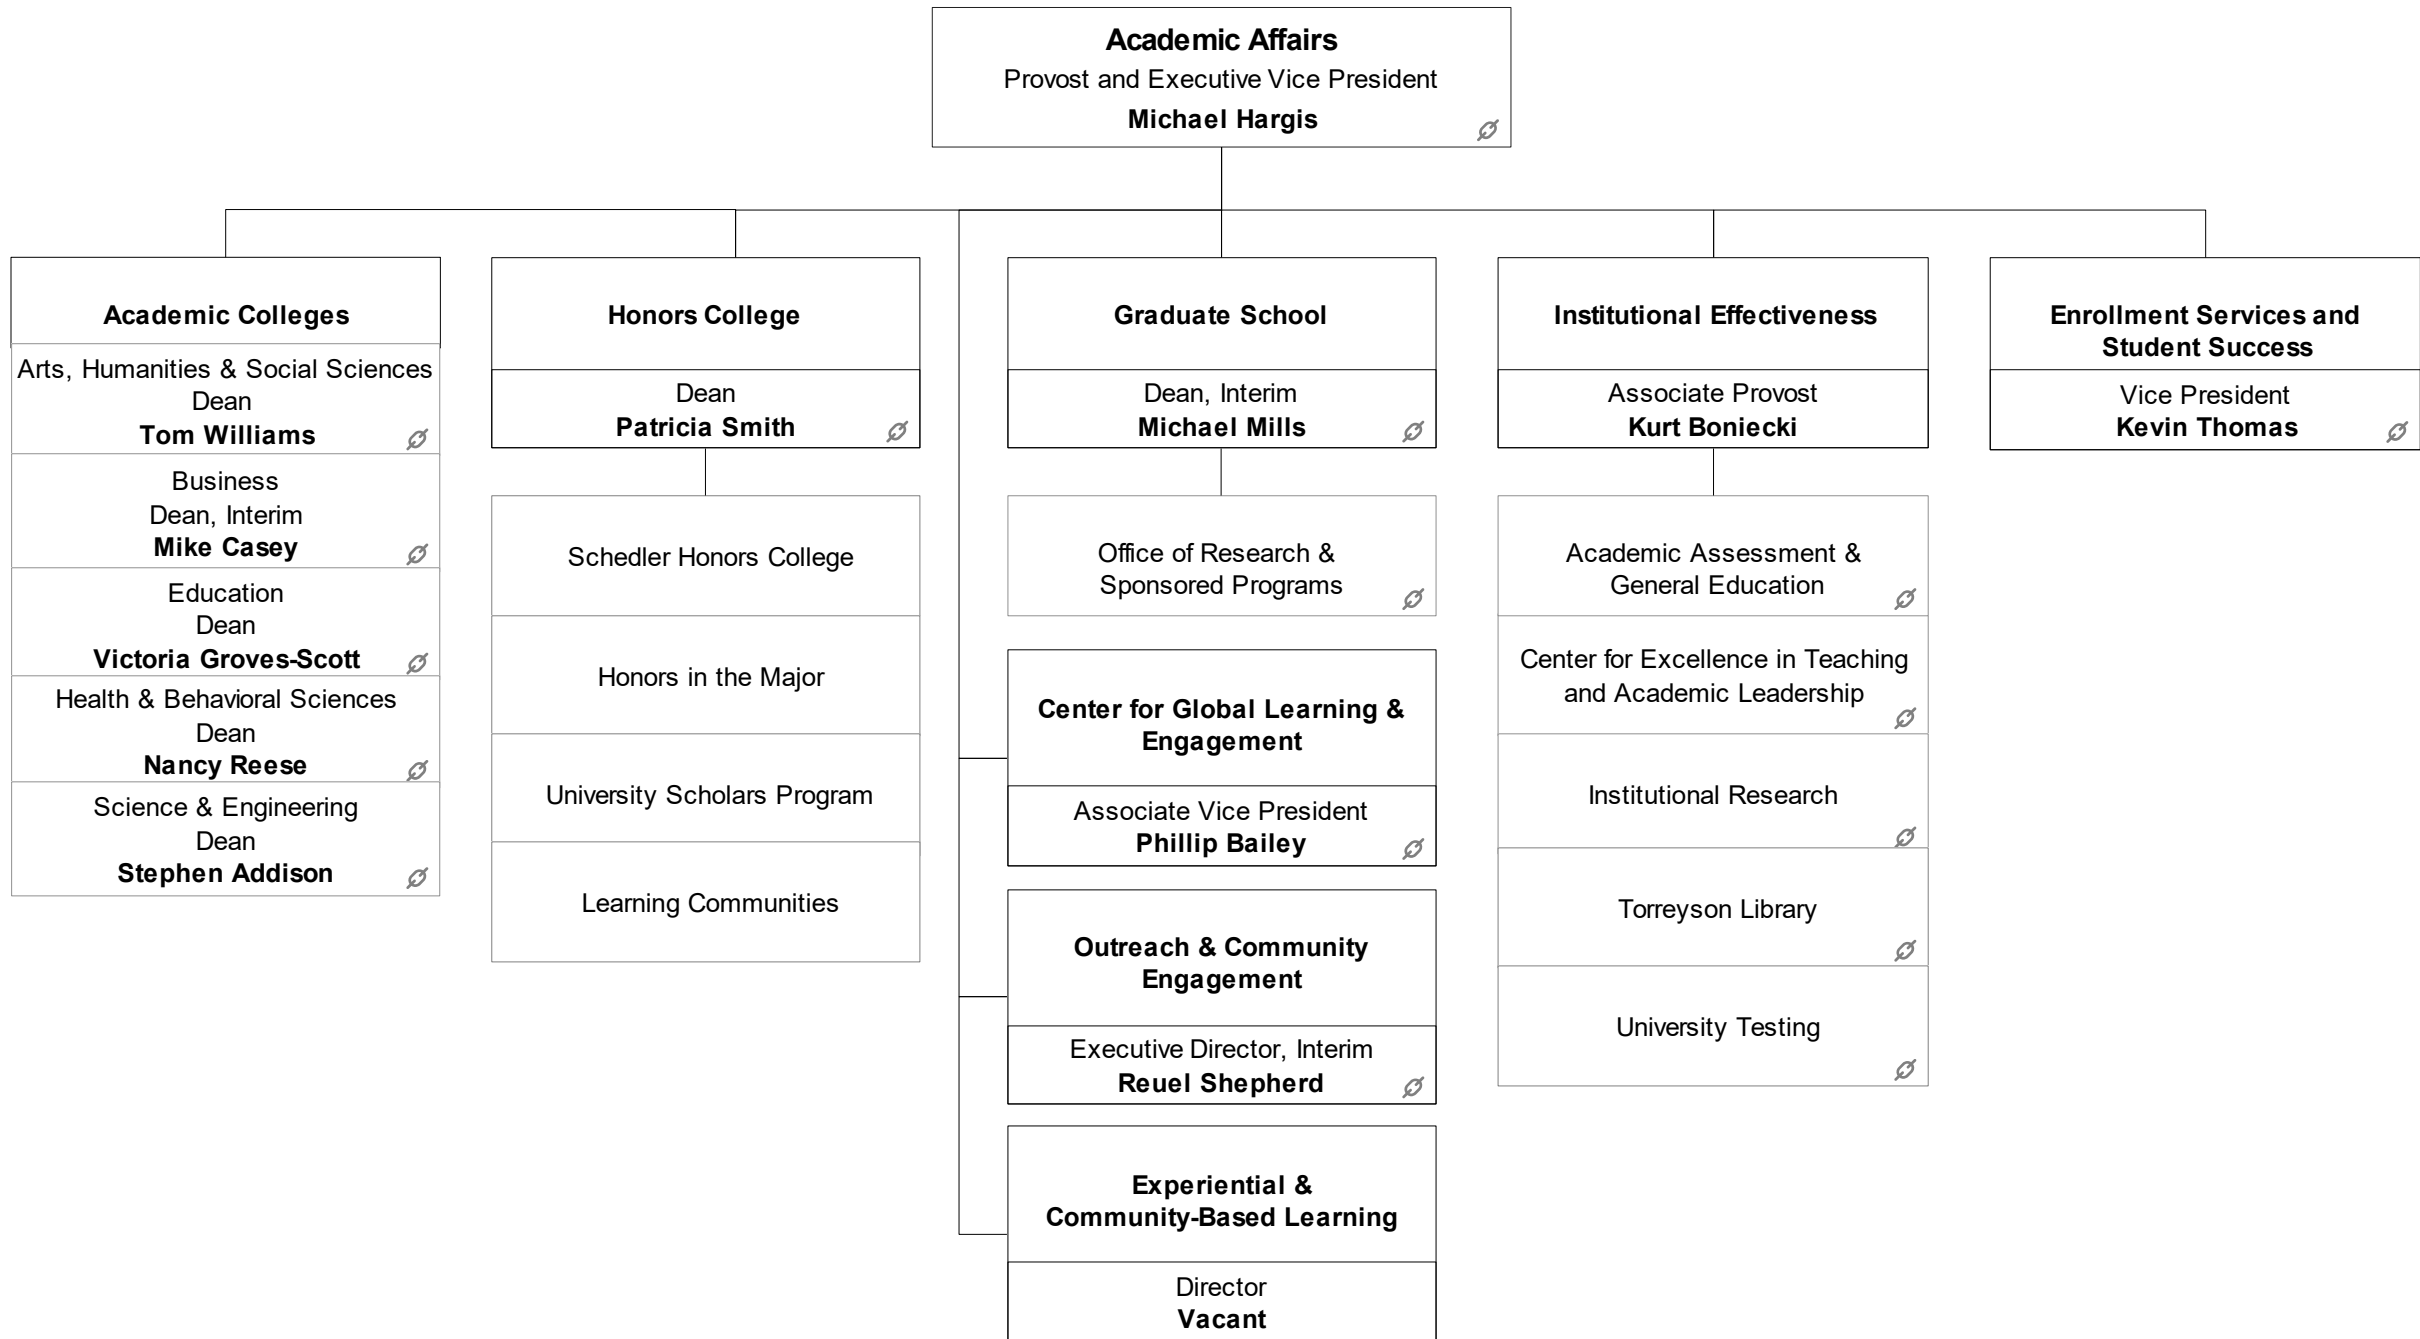 Academic Affairs
Provost and Executive Vice President
Michael Hargis
Academic Colleges
Arts, Humanities & Social Sciences
Dean
Tom Williams
Business
Dean, Interim
Mike Casey
Education
Dean
Victoria Groves-Scott
Health & Behavioral Sciences
Dean
Nancy Reese
Science & Engineering
Dean
Stephen Addison
Honors College
Dean
Patricia Smith
Schedler Honors College
Honors in the Major
University Scholars Program
Learning Communities
Graduate School
Dean, Interim
Michael Mills
Office of Research &
Sponsored Programs
Center for Global Learning &
Engagement
Associate Vice President
Phillip Bailey
Outreach & Community
Engagement
Executive Director, Interim
Reuel Shepherd
Experiential &
Community-Based Learning
Director
Vacant
Institutional Effectiveness
Associate Provost
Kurt Boniecki
Academic Assessment &
General Education
Center for Excellence in Teaching
and Academic Leadership
Institutional Research
Torreyson Library
University Testing
Enrollment Services and
Student Success
Vice President
Kevin Thomas